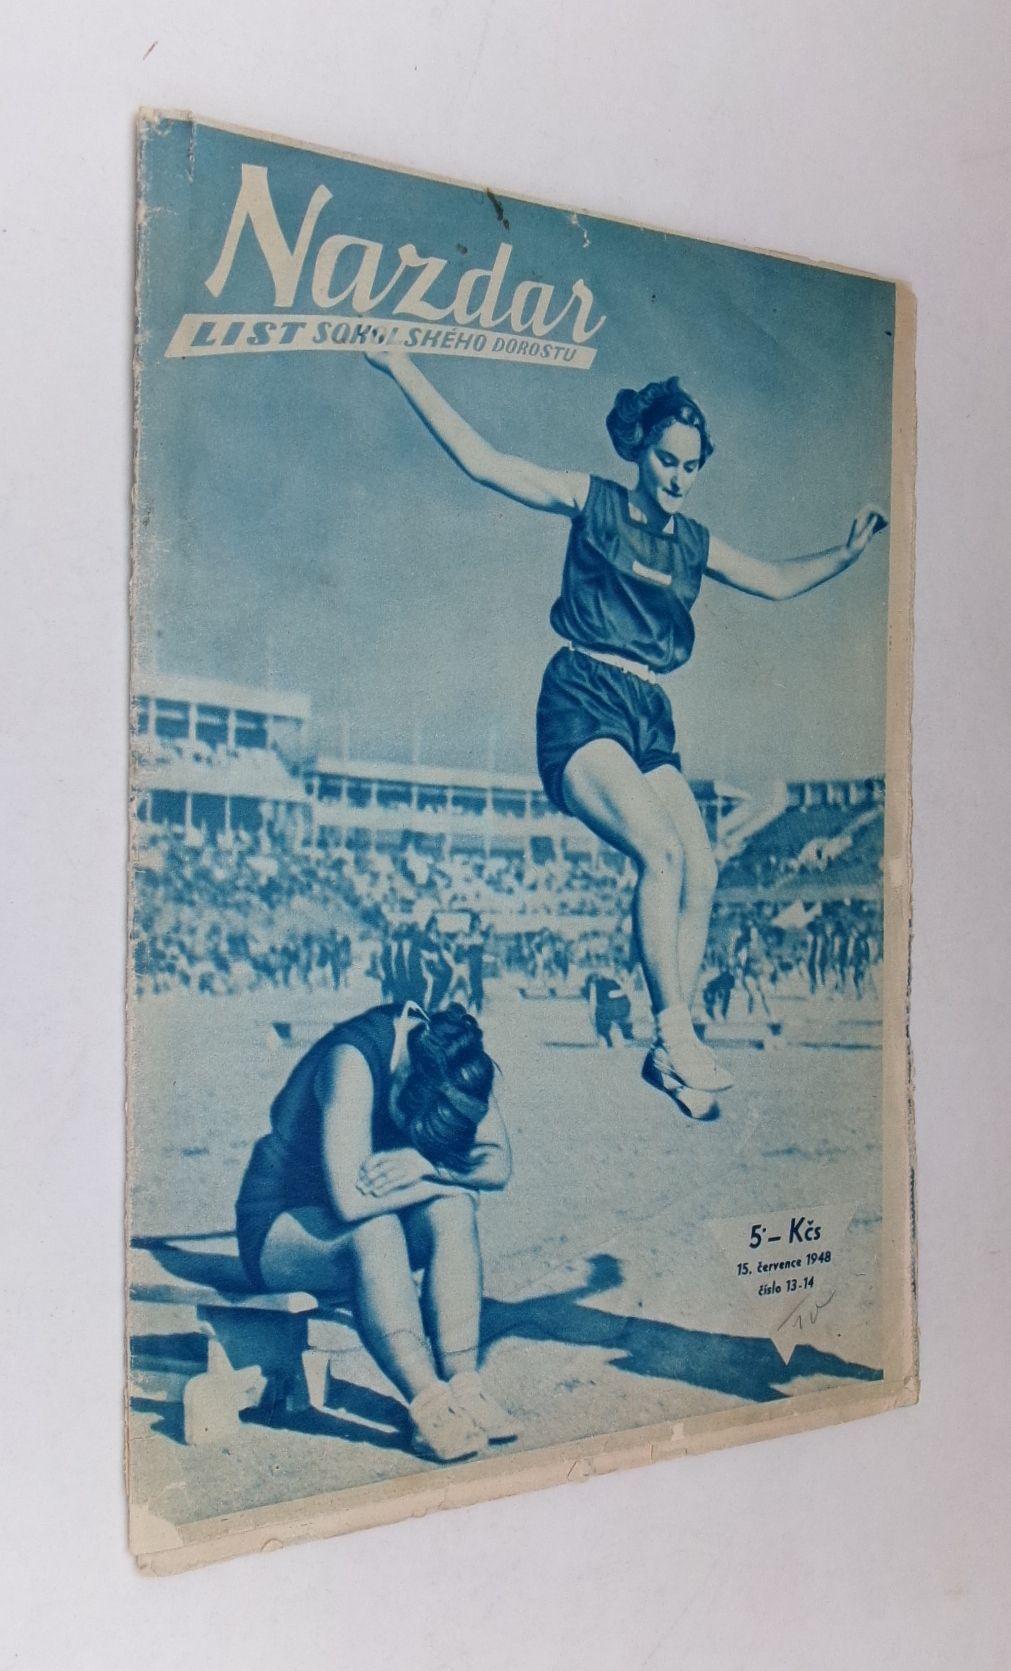 Nazdar
LIST SOKOLSKÉHO DOROSTU
5·– Kčs
15. července 1948
číslo 13-14